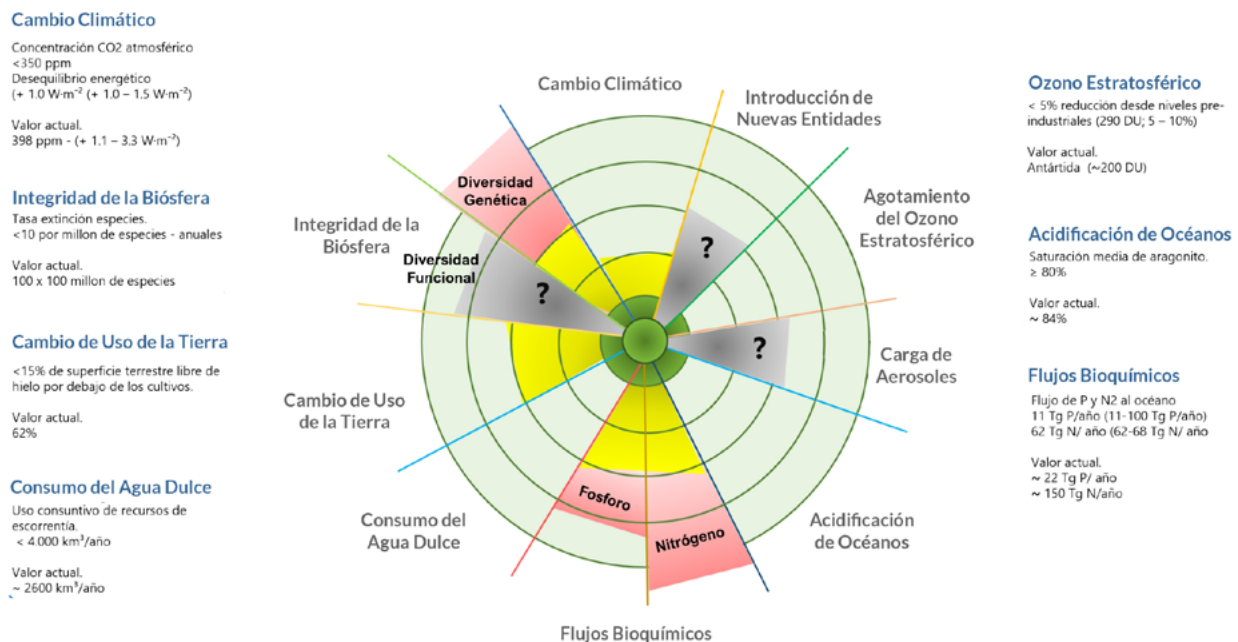 Cambio Climático
Concentración CO2 atmosférico
<350 ppm
Desequilibrio energético
(+ 1.0 W·m⁻² (+ 1.0 – 1.5 W·m⁻²)
Valor actual.
398 ppm - (+ 1.1 – 3.3 W·m⁻²)
Integridad de la Biósfera
Tasa extinción especies.
<10 por millon de especies - anuales
Valor actual.
100 x 100 millon de especies
Cambio de Uso de la Tierra
<15% de superficie terrestre libre de
hielo por debajo de los cultivos.
Valor actual.
62%
Consumo del Agua Dulce
Uso consuntivo de recursos de
escorrentía.
< 4.000 km³/año
Valor actual.
~ 2600 km³/año
Cambio Climático
Introducción de
Nuevas Entidades
Agotamiento
del Ozono
Estratosférico
Carga de
Aerosoles
Acidificación
de Océanos
Flujos Bioquímicos
Consumo del
Agua Dulce
Cambio de Uso
de la Tierra
Integridad de la
Biósfera
Diversidad
Genética
Diversidad
Funcional
?
?
?
Fosforo
Nitrógeno
Ozono Estratosférico
< 5% reducción desde niveles pre-
industriales (290 DU; 5 – 10%)
Valor actual.
Antártida (~200 DU)
Acidificación de Océanos
Saturación media de aragonito.
≥ 80%
Valor actual.
~ 84%
Flujos Bioquímicos
Flujo de P y N2 al océano
11 Tg P/año (11-100 Tg P/año)
62 Tg N/ año (62-68 Tg N/ año
Valor actual.
~ 22 Tg P/ año
~ 150 Tg N/año